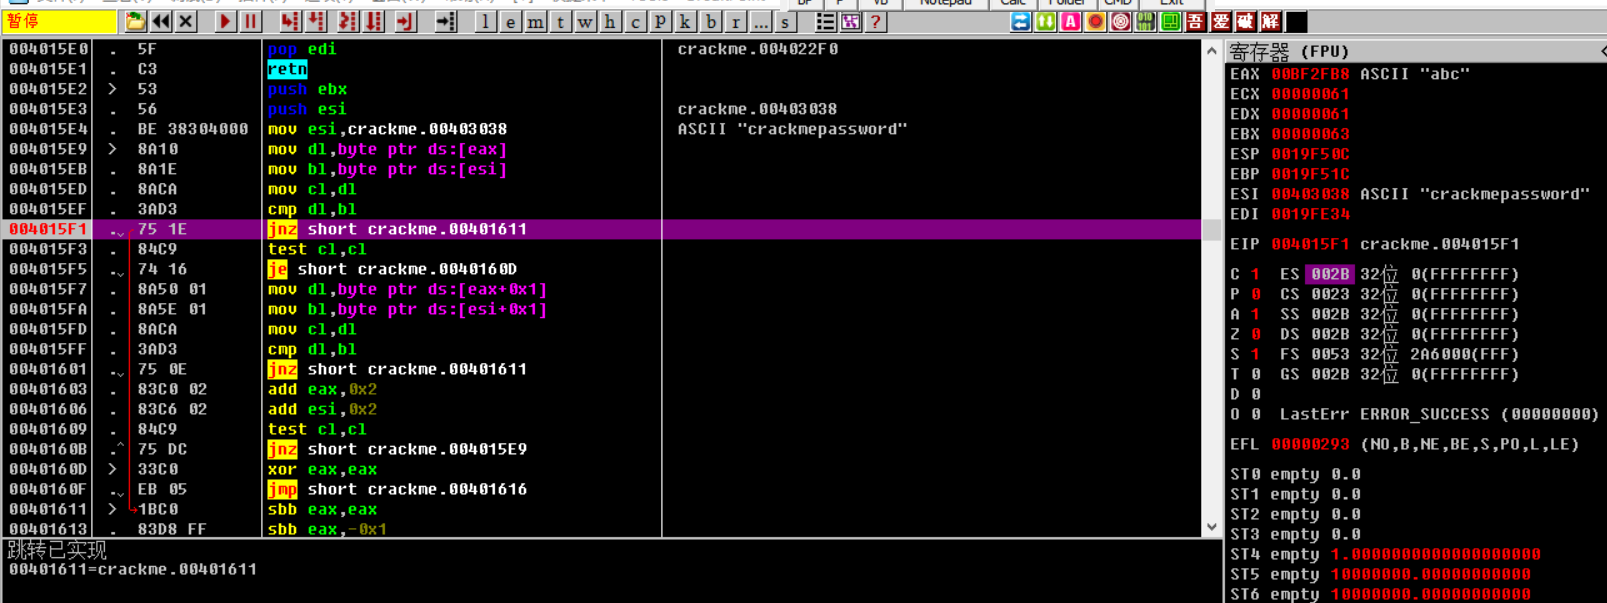 BP P VB Notepad Calc Folder CMD Exit
暂停 l e m t w h c P k b r ... s ? 吾 爱 破 解
004015E0 . 5F pop edi crackme.004022F0
004015E1 . C3 retn
004015E2 > 53 push ebx
004015E3 . 56 push esi crackme.00403038
004015E4 . BE 38304000 mov esi,crackme.00403038 ASCII "crackmepassword"
004015E9 > 8A10 mov dl,byte ptr ds:[eax]
004015EB . 8A1E mov bl,byte ptr ds:[esi]
004015ED . 8ACA mov cl,dl
004015EF . 3AD3 cmp dl,bl
004015F1 . 75 1E jnz short crackme.00401611
004015F3 . 84C9 test cl,cl
004015F5 . 74 16 je short crackme.0040160D
004015F7 . 8A50 01 mov dl,byte ptr ds:[eax+0x1]
004015FA . 8A5E 01 mov bl,byte ptr ds:[esi+0x1]
004015FD . 8ACA mov cl,dl
004015FF . 3AD3 cmp dl,bl
00401601 . 75 0E jnz short crackme.00401611
00401603 . 83C0 02 add eax,0x2
00401606 . 83C6 02 add esi,0x2
00401609 . 84C9 test cl,cl
0040160B .^ 75 DC jnz short crackme.004015E9
0040160D > 33C0 xor eax,eax
0040160F . EB 05 jmp short crackme.00401616
00401611 > 1BC0 sbb eax,eax
00401613 . 83D8 FF sbb eax,-0x1
跳转已实现
00401611=crackme.00401611
寄存器 (FPU) <
EAX 00BF2FB8 ASCII "abc"
ECX 00000061
EDX 00000061
EBX 00000063
ESP 0019F50C
EBP 0019F51C
ESI 00403038 ASCII "crackmepassword"
EDI 0019FE34
EIP 004015F1 crackme.004015F1
C 1 ES 002B 32位 0(FFFFFFFF)
P 0 CS 0023 32位 0(FFFFFFFF)
A 1 SS 002B 32位 0(FFFFFFFF)
Z 0 DS 002B 32位 0(FFFFFFFF)
S 1 FS 0053 32位 2A6000(FFF)
T 0 GS 002B 32位 0(FFFFFFFF)
D 0
O 0 LastErr ERROR_SUCCESS (00000000)
EFL 00000293 (NO,B,NE,BE,S,PO,L,LE)
ST0 empty 0.0
ST1 empty 0.0
ST2 empty 0.0
ST3 empty 0.0
ST4 empty 1.0000000000000000000
ST5 empty 10000000.00000000000
ST6 empty 10000000.00000000000